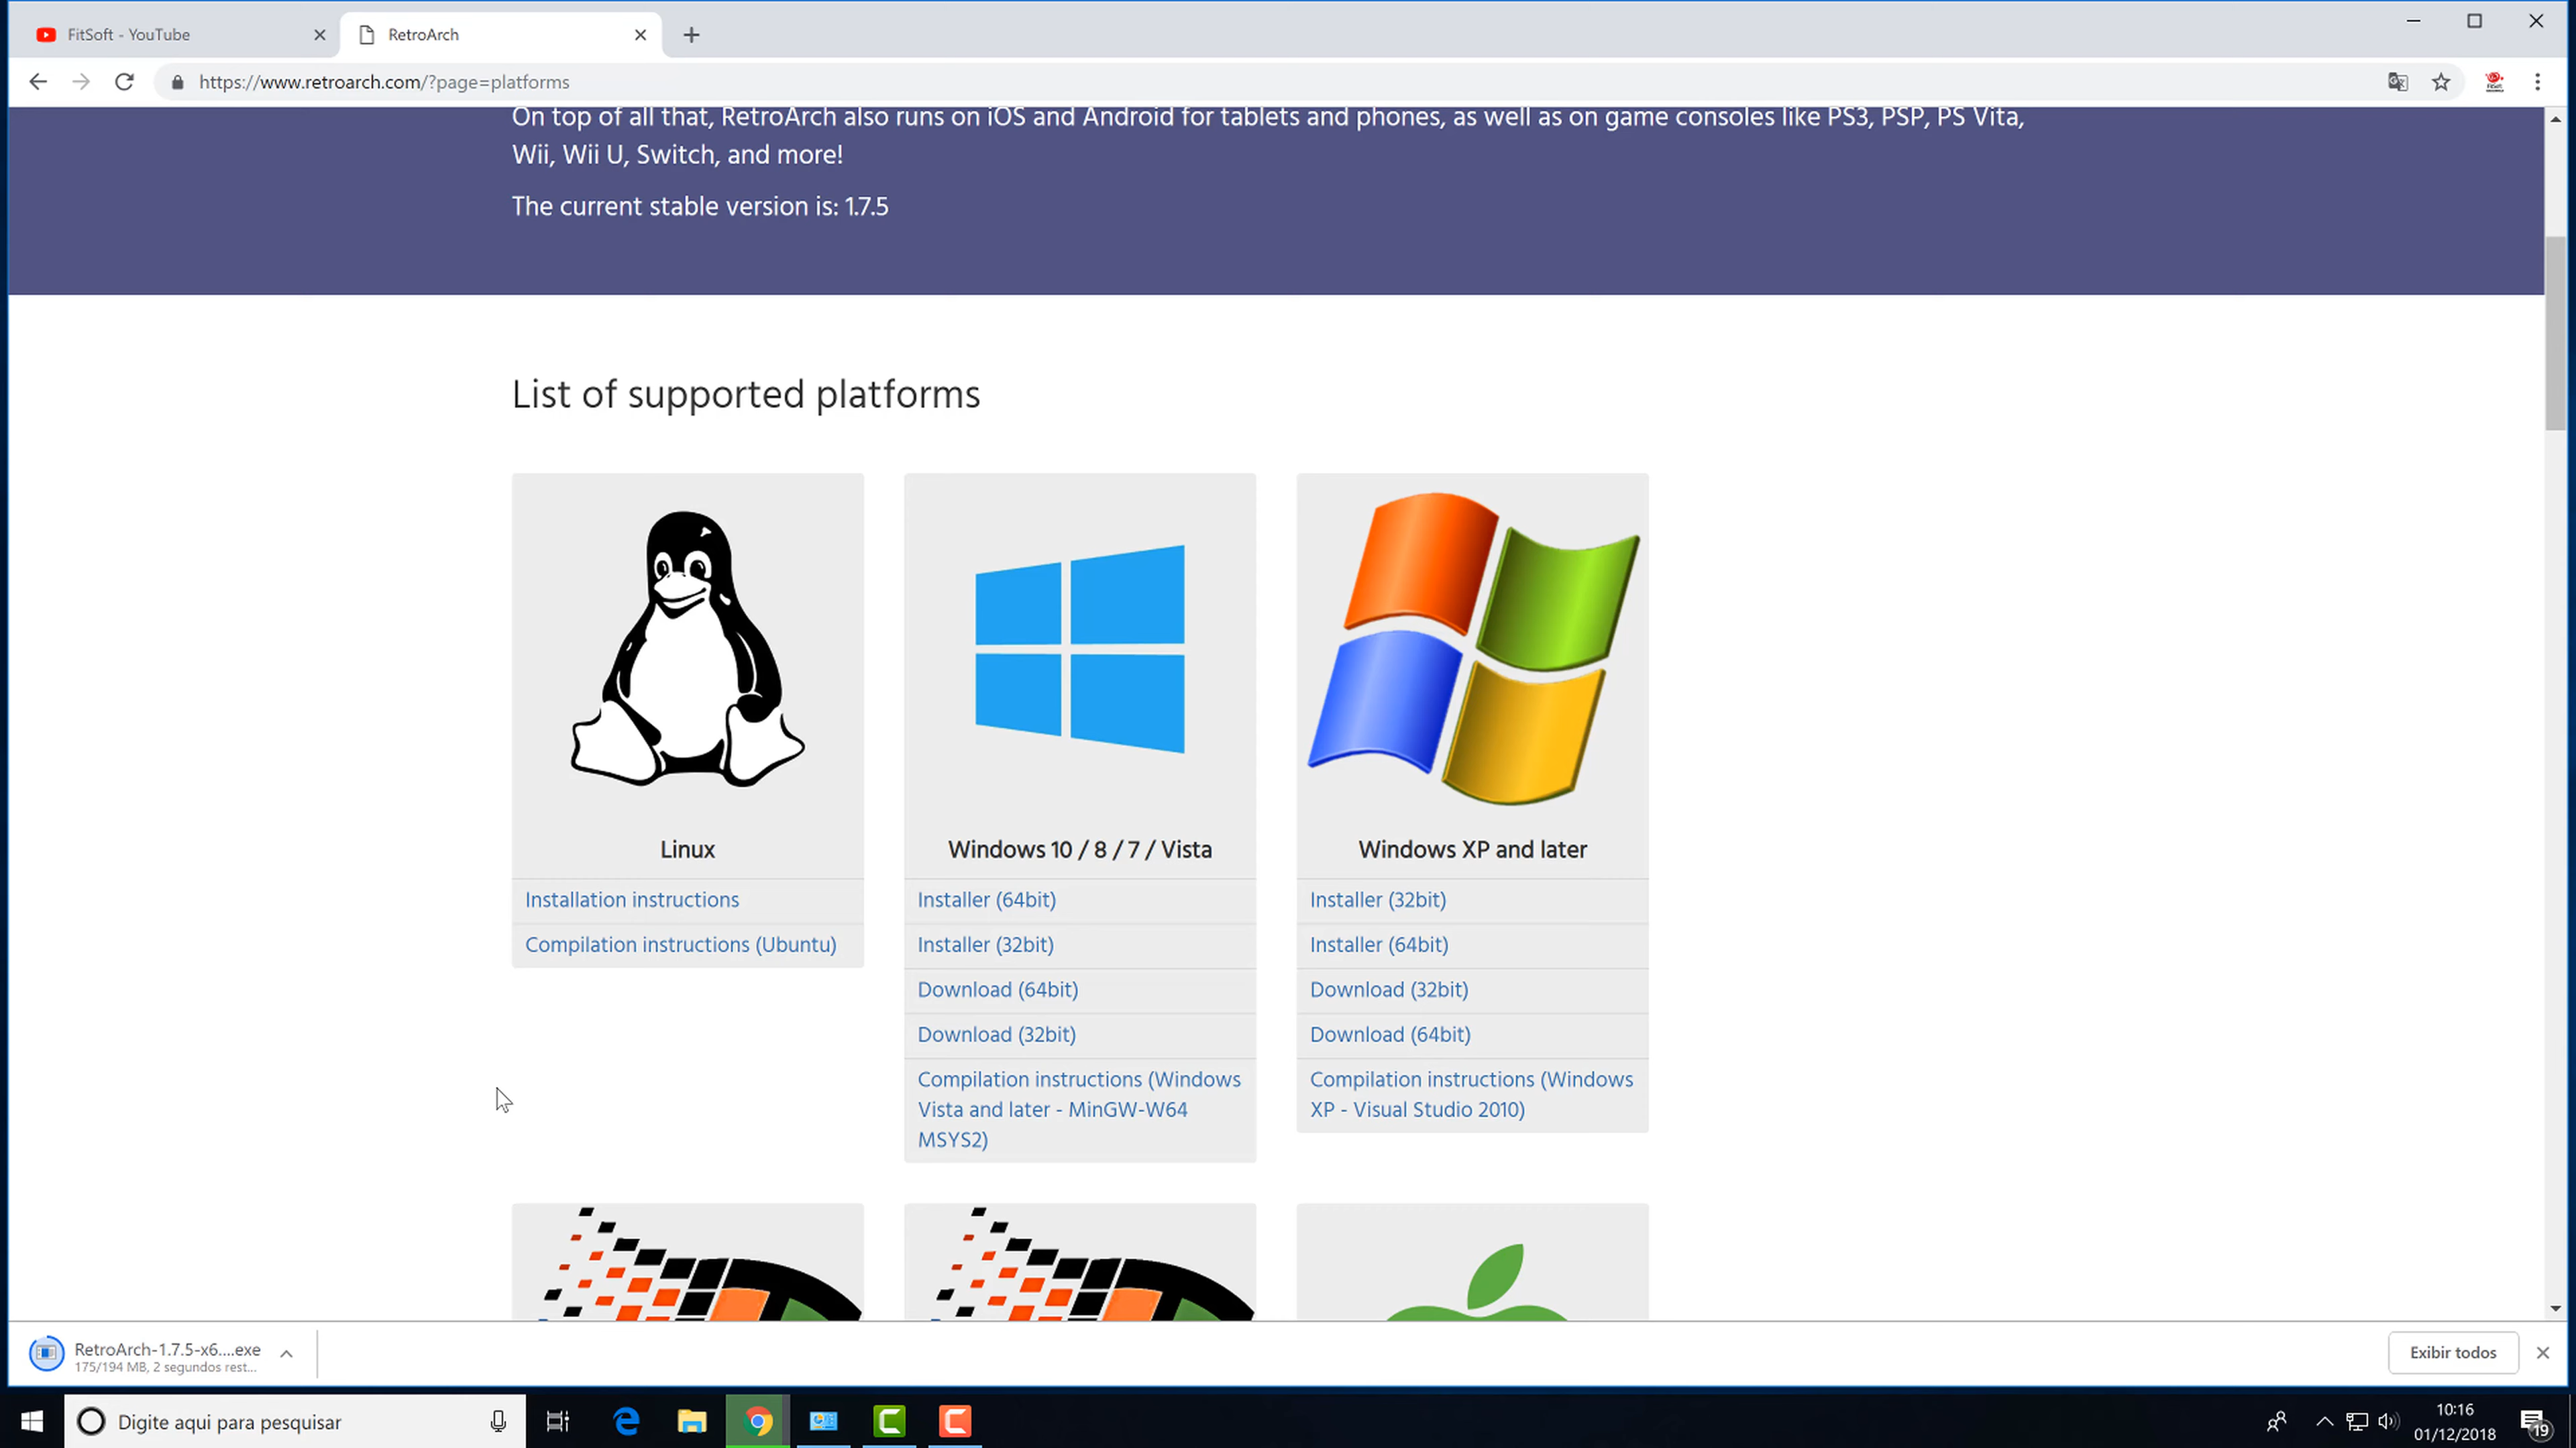 FitSoft - YouTube
RetroArch
https://www.retroarch.com/?page=platforms
On top of all that, RetroArch also runs on iOS and Android for tablets and phones, as well as on game consoles like PS3, PSP, PS Vita,
Wii, Wii U, Switch, and more!
The current stable version is: 1.7.5
List of supported platforms
Linux
Installation instructions
Compilation instructions (Ubuntu)
Windows 10 / 8 / 7 / Vista
Installer (64bit)
Installer (32bit)
Download (64bit)
Download (32bit)
Compilation instructions (Windows
Vista and later - MinGW-W64
MSYS2)
Windows XP and later
Installer (32bit)
Installer (64bit)
Download (32bit)
Download (64bit)
Compilation instructions (Windows
XP - Visual Studio 2010)
RetroArch-1.7.5-x6....exe
175/194 MB, 2 segundos rest...
Exibir todos
Digite aqui para pesquisar
10:16
01/12/2018
19